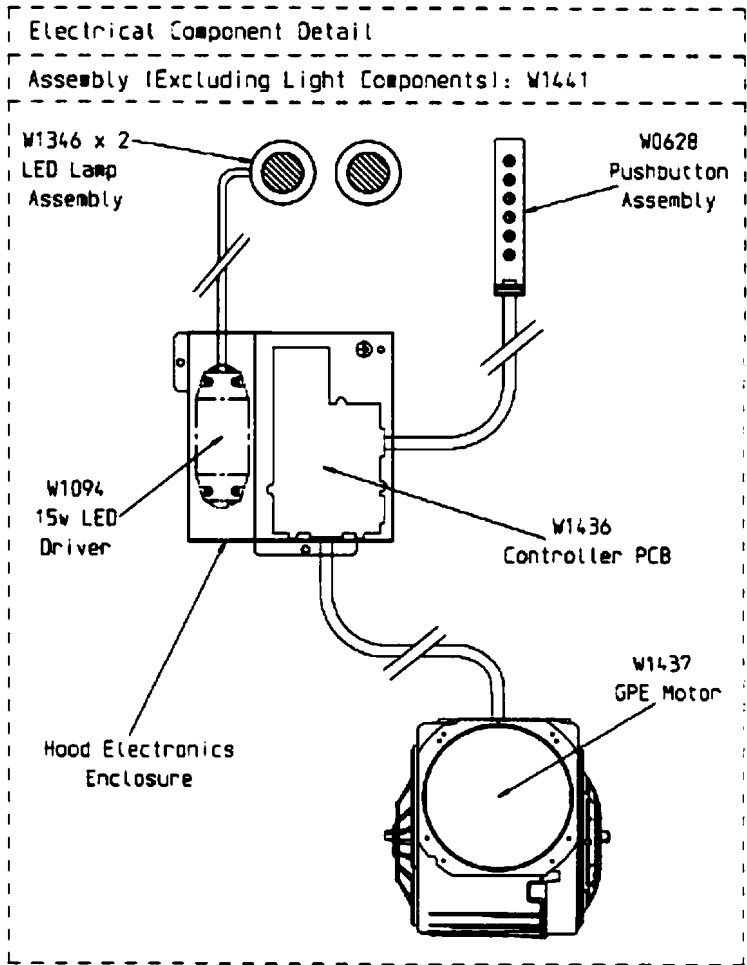 Electrical Component Detail
Assembly (Excluding Light Components): W1441
W1346 x 2
LED Lamp
Assembly
W0628
Pushbutton
Assembly
W1094
15w LED
Driver
W1436
Controller PCB
W1437
GPE Motor
Hood Electronics
Enclosure